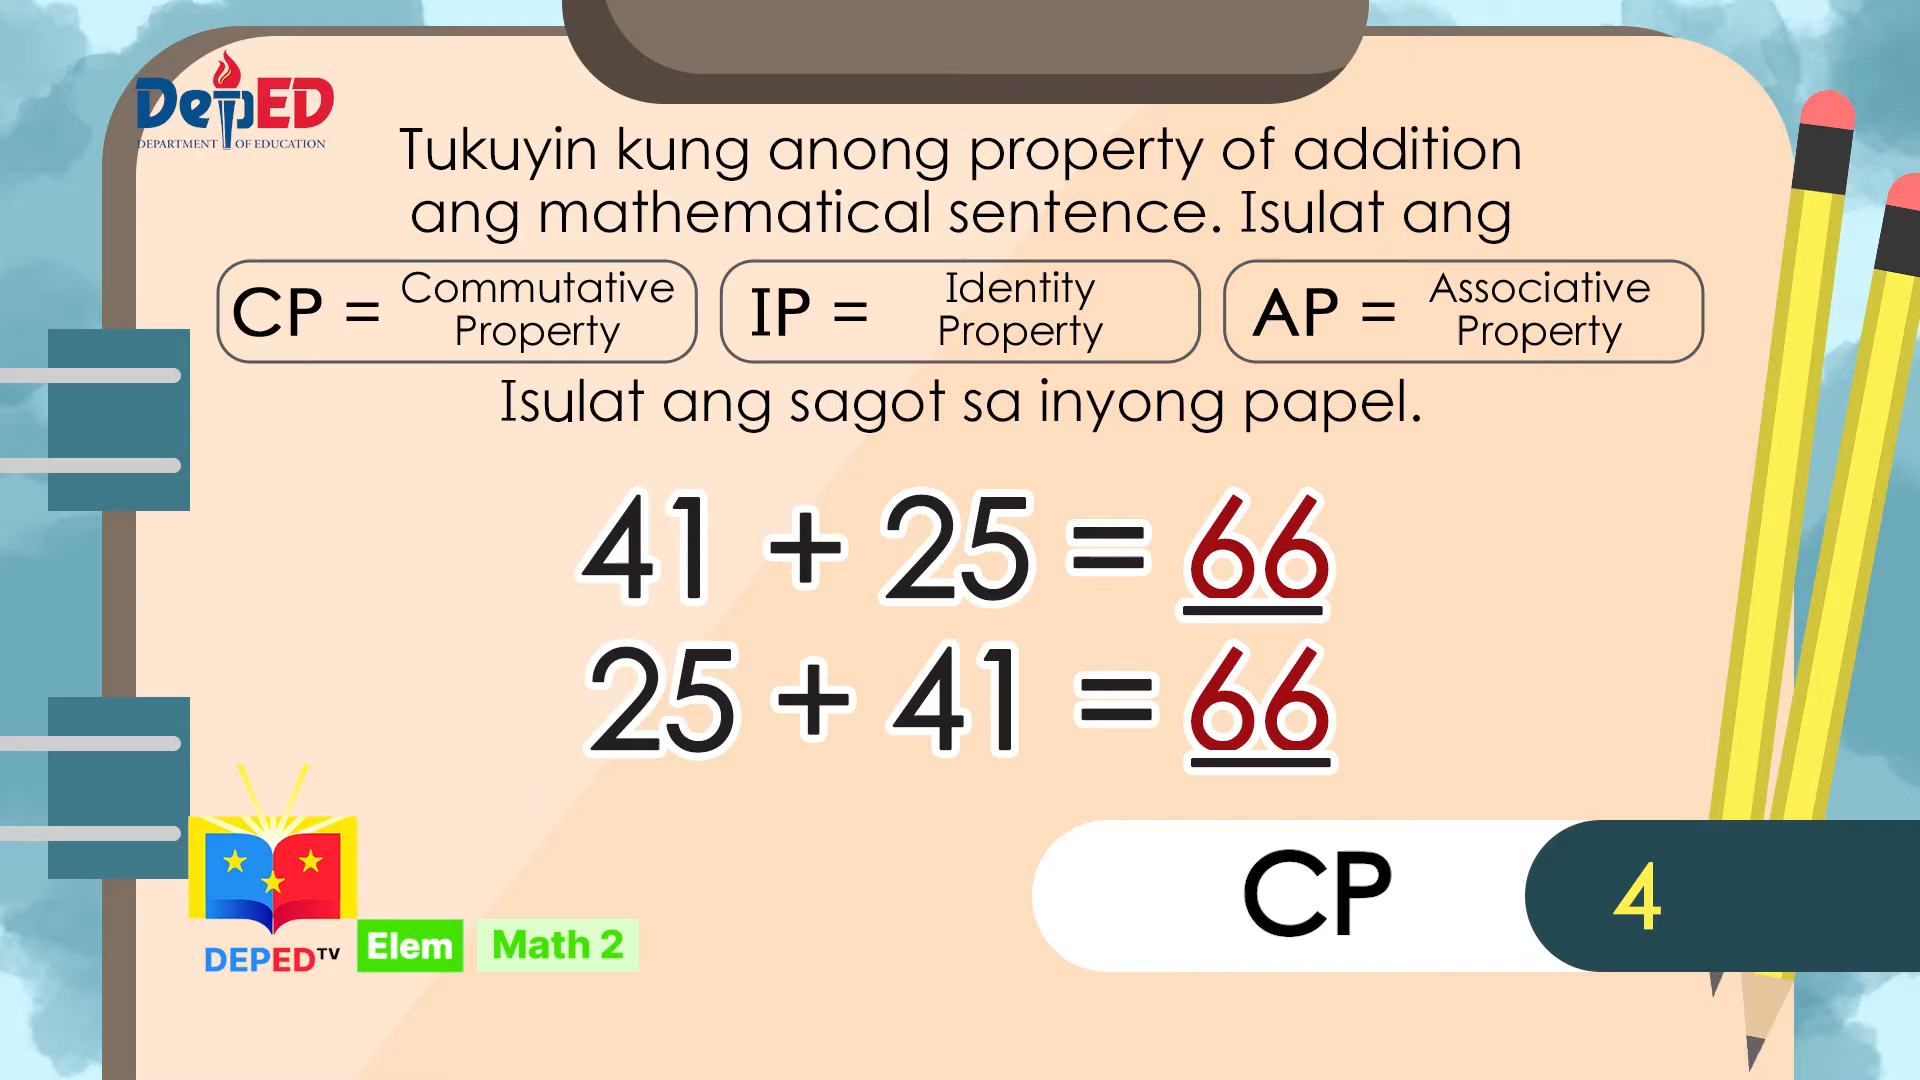 DepED
DEPARTMENT OF EDUCATION
Tukuyin kung anong property of addition
ang mathematical sentence. Isulat ang
CP = Commutative Property
IP = Identity Property
AP = Associative Property
Isulat ang sagot sa inyong papel.
41 + 25 = 66
25 + 41 = 66
CP 4
DEPED TV Elem Math 2